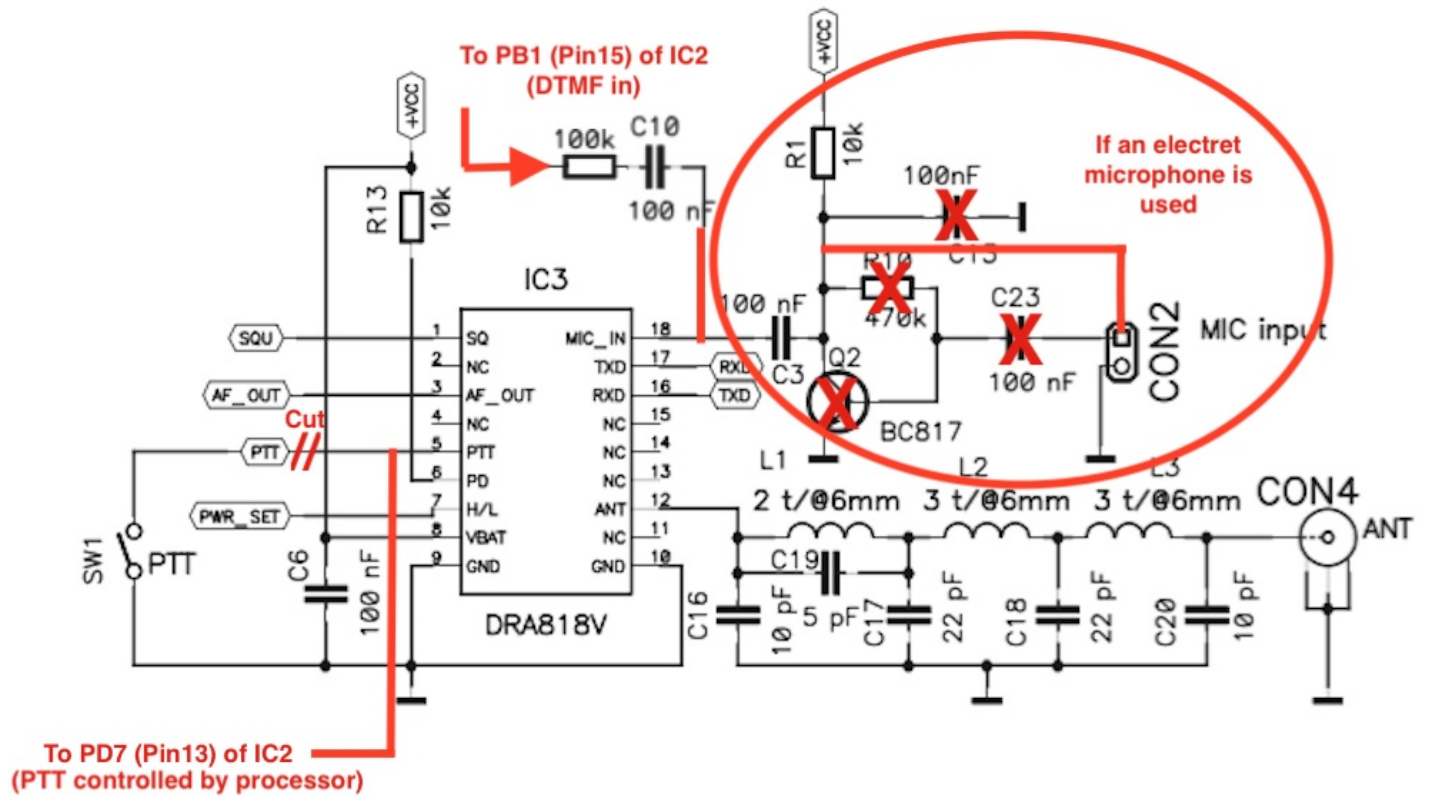 To PB1 (Pin15) of IC2
(DTMF in)
+VCC
+VCC
100k
C10
100 nF
R1
10k
If an electret
microphone is
used
R13
10k
100nF
C15
R10
470k
IC3
100 nF
C3
C23
100 nF
CON2
MIC input
Q2
BC817
SQU
1
SQ
MIC_IN
18
2
NC
TXD
17
RXD
AF_OUT
3
AF_OUT
RXD
16
TXD
4
NC
NC
15
Cut
PTT
5
PTT
NC
14
6
PD
NC
13
PWR_SET
7
H/L
ANT
12
8
VBAT
NC
11
9
GND
GND
10
DRA818V
SW1
PTT
C6
100 nF
L1
2 t/@6mm
L2
3 t/@6mm
L3
3 t/@6mm
CON4
ANT
C19
5 pF
C16
10 pF
C17
22 pF
C18
22 pF
C20
10 pF
To PD7 (Pin13) of IC2
(PTT controlled by processor)